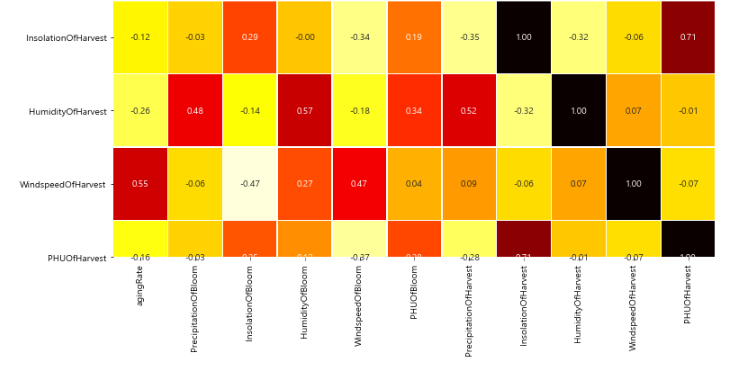 InsolationOfHarvest -0.12 -0.03 0.29 -0.00 -0.34 0.19 -0.35 1.00 -0.32 -0.06 0.71
HumidityOfHarvest -0.26 0.48 -0.14 0.57 -0.18 0.34 0.52 -0.32 1.00 0.07 -0.01
WindspeedOfHarvest 0.55 -0.06 -0.47 0.27 0.47 0.04 0.09 -0.06 0.07 1.00 -0.07
PHUOfHarvest -0.16 -0.03 -0.37 -0.28 0.71 -0.01 -0.07 1.00
agingRate
PrecipitationOfBloom
InsolationOfBloom
HumidityOfBloom
WindspeedOfBloom
PHUOfBloom
PrecipitationOfHarvest
InsolationOfHarvest
HumidityOfHarvest
WindspeedOfHarvest
PHUOfHarvest